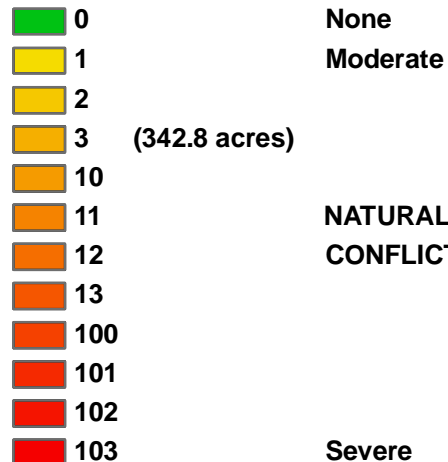 0 None
1 Moderate
2
3 (342.8 acres)
10
11 NATURAL
12 CONFLICT
13
100
101
102
103 Severe